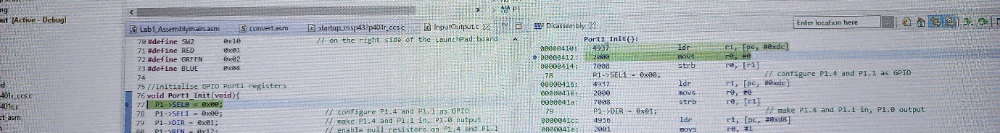 ng
ut [Active - Debug]
P1
Lab1_Assemblymain.asm
convert.asm
startup_msp432p401r_ccs.c
InputOutput.c
Disassembly
Enter location here
70 #define SW2 0x10 // on the right side of the LaunchPad board
71 #define RED 0x01
72 #define GREEN 0x02
73 #define BLUE 0x04
74
75 //Initialise GPIO Port1 registers
76 void Port1_Init(void){
77 P1->SEL0 = 0x00;
78 P1->SEL1 = 0x00; // configure P1.4 and P1.1 as GPIO
79 P1->DIR = 0x01; // make P1.4 and P1.1 in, P1.0 output
80 P1->REN = 0x12; // enable pull resistors on P1.4 and P1.1
d
401r_ccs.c
401r.c
ct_asm
Port1_Init():
00000410: 4937 ldr r1, [pc, #0xdc]
00000412: 2000 movs r0, #0
00000414: 7008 strb r0, [r1]
78 P1->SEL1 = 0x00; // configure P1.4 and P1.1 as GPIO
00000416: 4937 ldr r1, [pc, #0xdc]
00000418: 2000 movs r0, #0
0000041a: 7008 strb r0, [r1]
79 P1->DIR = 0x01; // make P1.4 and P1.1 in, P1.0 output
0000041c: 4936 ldr r1, [pc, #0xd8]
0000041e: 2001 movs r0, #1